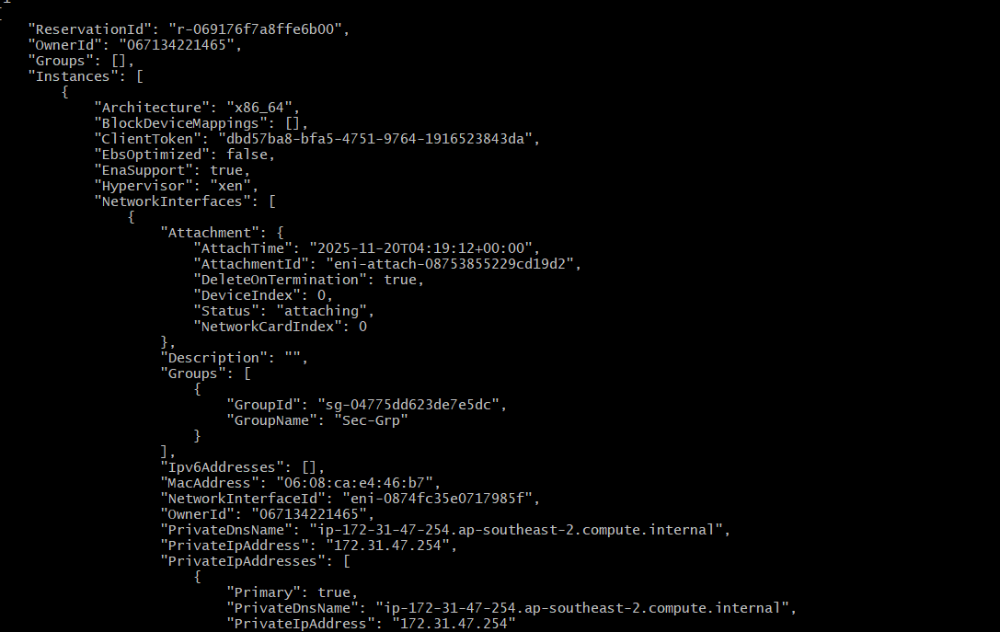 {
"ReservationId": "r-069176f7a8ffe6b00",
"OwnerId": "067134221465",
"Groups": [],
"Instances": [
{
"Architecture": "x86_64",
"BlockDeviceMappings": [],
"ClientToken": "dbd57ba8-bfa5-4751-9764-1916523843da",
"EbsOptimized": false,
"EnaSupport": true,
"Hypervisor": "xen",
"NetworkInterfaces": [
{
"Attachment": {
"AttachTime": "2025-11-20T04:19:12+00:00",
"AttachmentId": "eni-attach-08753855229cd19d2",
"DeleteOnTermination": true,
"DeviceIndex": 0,
"Status": "attaching",
"NetworkCardIndex": 0
},
"Description": "",
"Groups": [
{
"GroupId": "sg-04775dd623de7e5dc",
"GroupName": "Sec-Grp"
}
],
"Ipv6Addresses": [],
"MacAddress": "06:08:ca:e4:46:b7",
"NetworkInterfaceId": "eni-0874fc35e0717985f",
"OwnerId": "067134221465",
"PrivateDnsName": "ip-172-31-47-254.ap-southeast-2.compute.internal",
"PrivateIpAddress": "172.31.47.254",
"PrivateIpAddresses": [
{
"Primary": true,
"PrivateDnsName": "ip-172-31-47-254.ap-southeast-2.compute.internal",
"PrivateIpAddress": "172.31.47.254"